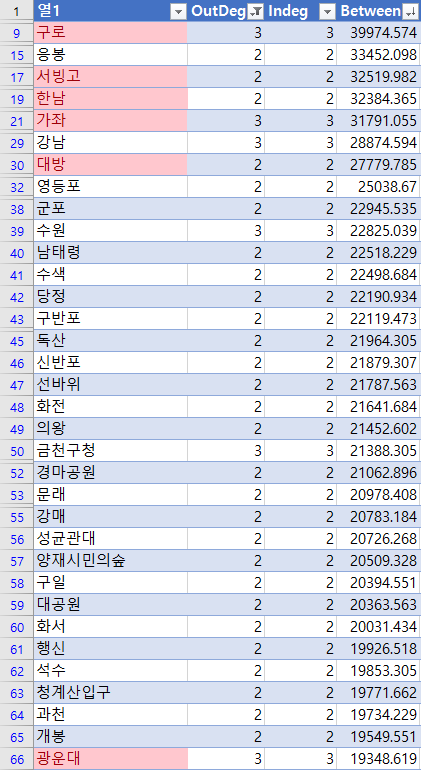 1 열1 OutDeg Indeg Between
9 구로 3 3 39974.574
15 응봉 2 2 33452.098
17 서빙고 2 2 32519.982
19 한남 2 2 32384.365
21 가좌 3 3 31791.055
29 강남 3 3 28874.594
30 대방 2 2 27779.785
32 영등포 2 2 25038.67
38 군포 2 2 22945.535
39 수원 3 3 22825.039
40 남태령 2 2 22518.229
41 수색 2 2 22498.684
42 당정 2 2 22190.934
43 구반포 2 2 22119.473
45 독산 2 2 21964.305
46 신반포 2 2 21879.307
47 선바위 2 2 21787.563
48 화전 2 2 21641.684
49 의왕 2 2 21452.602
50 금천구청 3 3 21388.305
52 경마공원 2 2 21062.896
53 문래 2 2 20978.408
55 강매 2 2 20783.184
56 성균관대 2 2 20726.268
57 양재시민의숲 2 2 20509.328
58 구일 2 2 20394.551
59 대공원 2 2 20363.563
60 화서 2 2 20031.434
61 행신 2 2 19926.518
62 석수 2 2 19853.305
63 청계산입구 2 2 19771.662
64 과천 2 2 19734.229
65 개봉 2 2 19549.551
66 광운대 3 3 19348.619